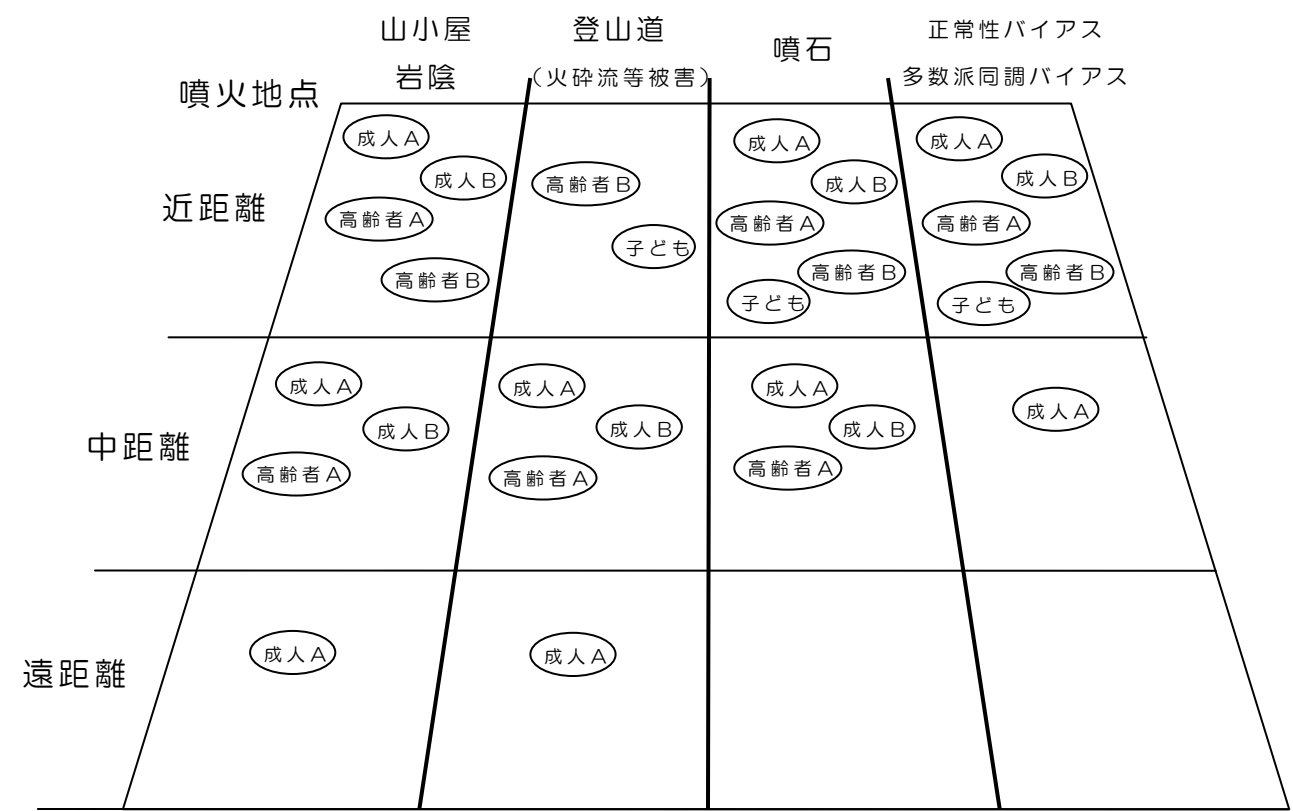 山小屋
岩陰
登山道
（火砕流等被害）
噴石
正常性バイアス
多数派同調バイアス
噴火地点
近距離
成人A
成人B
高齢者A
高齢者B
高齢者B
子ども
成人A
成人B
高齢者A
高齢者B
子ども
成人A
成人B
高齢者A
高齢者B
子ども
中距離
成人A
成人B
高齢者A
成人A
成人B
高齢者A
成人A
成人B
高齢者A
成人A
遠距離
成人A
成人A